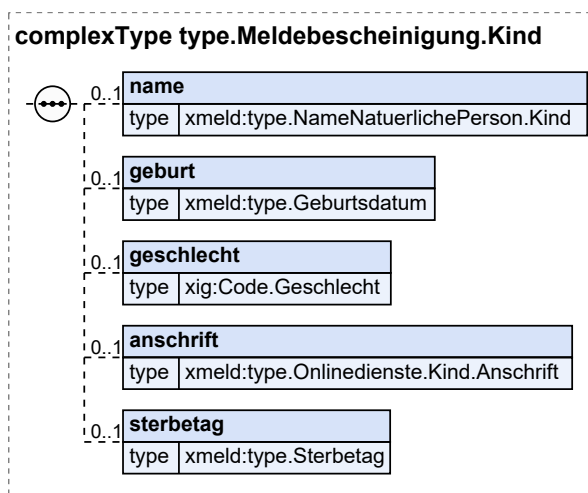 complexType type.Meldebescheinigung.Kind
0..1 name
type xmeld:type.NameNatuerlichePerson.Kind
0..1 geburt
type xmeld:type.Geburtsdatum
0..1 geschlecht
type xig:Code.Geschlecht
0..1 anschrift
type xmeld:type.Onlinedienste.Kind.Anschrift
0..1 sterbetag
type xmeld:type.Sterbetag